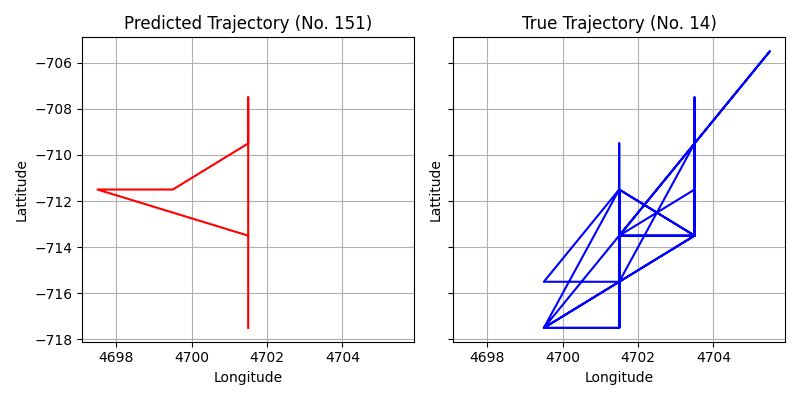 Predicted Trajectory (No. 151)
True Trajectory (No. 14)
−706
−708
−710
−712
−714
−716
−718
Lattitude
Lattitude
4698 4700 4702 4704
4698 4700 4702 4704
Longitude
Longitude